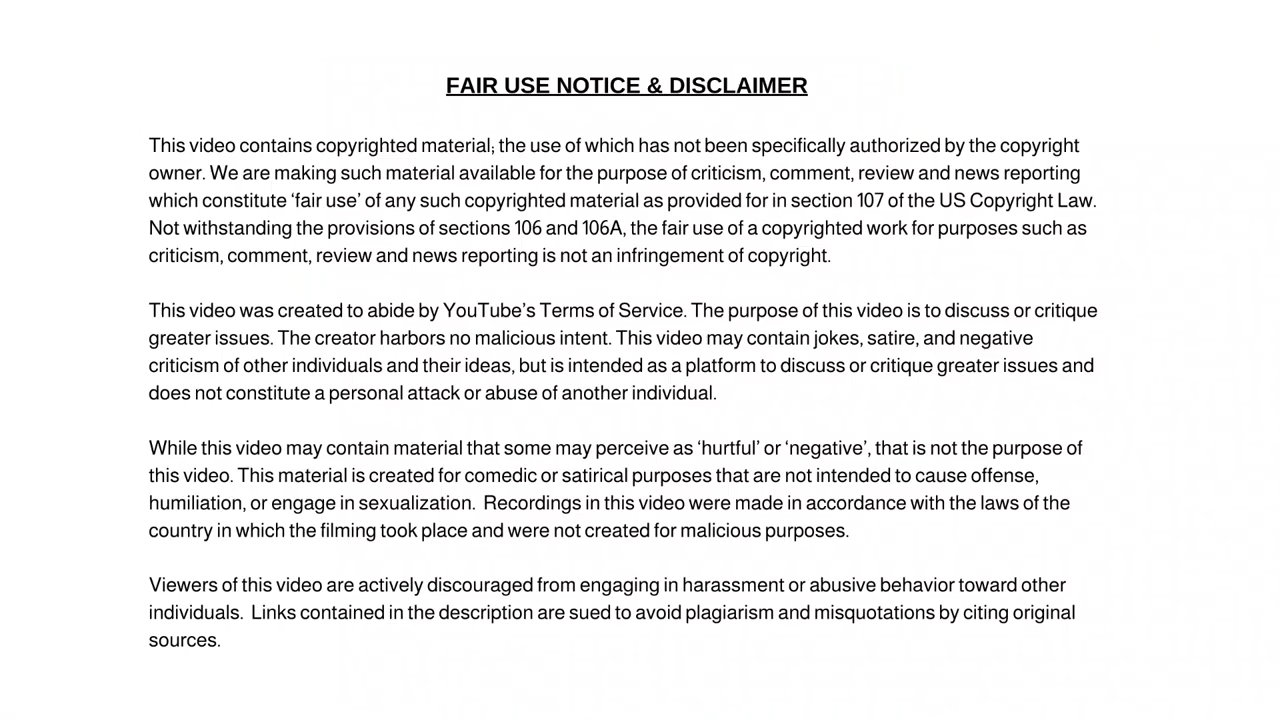 FAIR USE NOTICE & DISCLAIMER
This video contains copyrighted material; the use of which has not been specifically authorized by the copyright
owner. We are making such material available for the purpose of criticism, comment, review and news reporting
which constitute ‘fair use’ of any such copyrighted material as provided for in section 107 of the US Copyright Law.
Not withstanding the provisions of sections 106 and 106A, the fair use of a copyrighted work for purposes such as
criticism, comment, review and news reporting is not an infringement of copyright.
This video was created to abide by YouTube’s Terms of Service. The purpose of this video is to discuss or critique
greater issues. The creator harbors no malicious intent. This video may contain jokes, satire, and negative
criticism of other individuals and their ideas, but is intended as a platform to discuss or critique greater issues and
does not constitute a personal attack or abuse of another individual.
While this video may contain material that some may perceive as ‘hurtful’ or ‘negative’, that is not the purpose of
this video. This material is created for comedic or satirical purposes that are not intended to cause offense,
humiliation, or engage in sexualization.  Recordings in this video were made in accordance with the laws of the
country in which the filming took place and were not created for malicious purposes.
Viewers of this video are actively discouraged from engaging in harassment or abusive behavior toward other
individuals.  Links contained in the description are sued to avoid plagiarism and misquotations by citing original
sources.